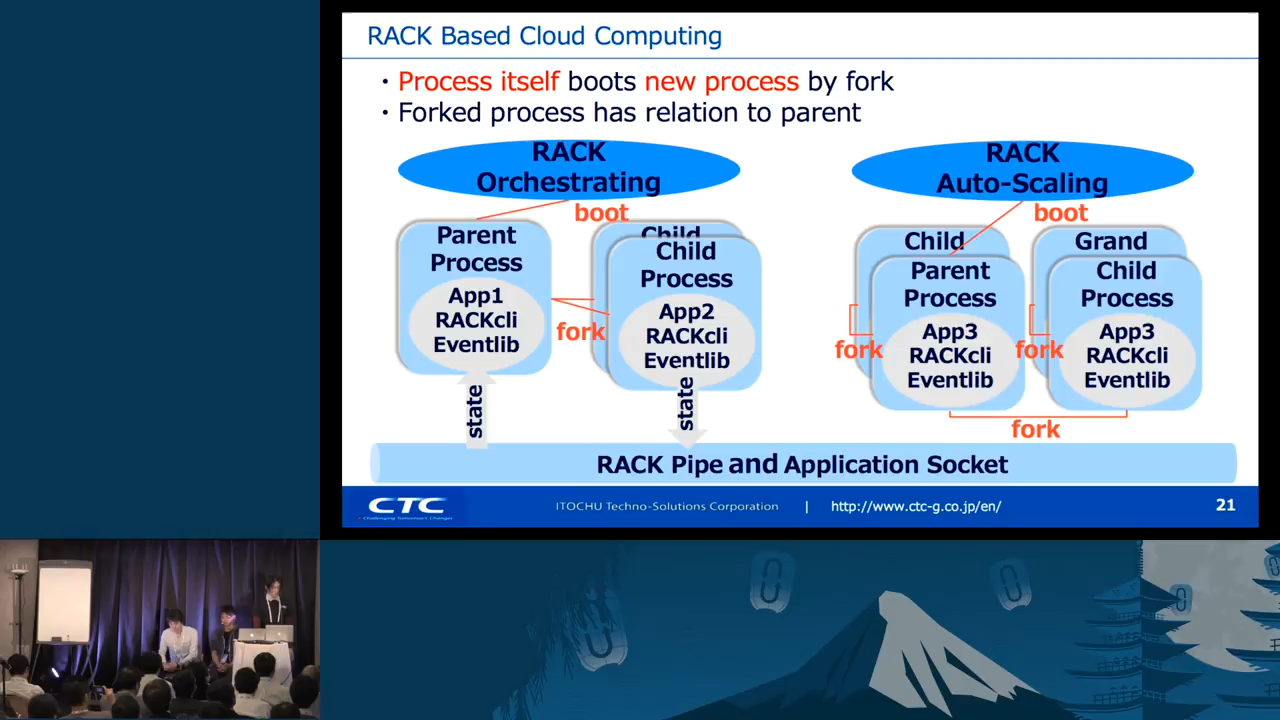 RACK Based Cloud Computing
・Process itself boots new process by fork
・Forked process has relation to parent
RACK
Orchestrating
boot
Parent
Process
App1
RACKcli
Eventlib
fork
Child
Child
Process
App2
RACKcli
Eventlib
state
state
RACK
Auto-Scaling
boot
Child
Parent
Process
App3
RACKcli
Eventlib
fork
Grand
Child
Process
App3
RACKcli
Eventlib
fork
fork
RACK Pipe and Application Socket
CTC
Challenging Tomorrow's Changes
ITOCHU Techno-Solutions Corporation | http://www.ctc-g.co.jp/en/
21